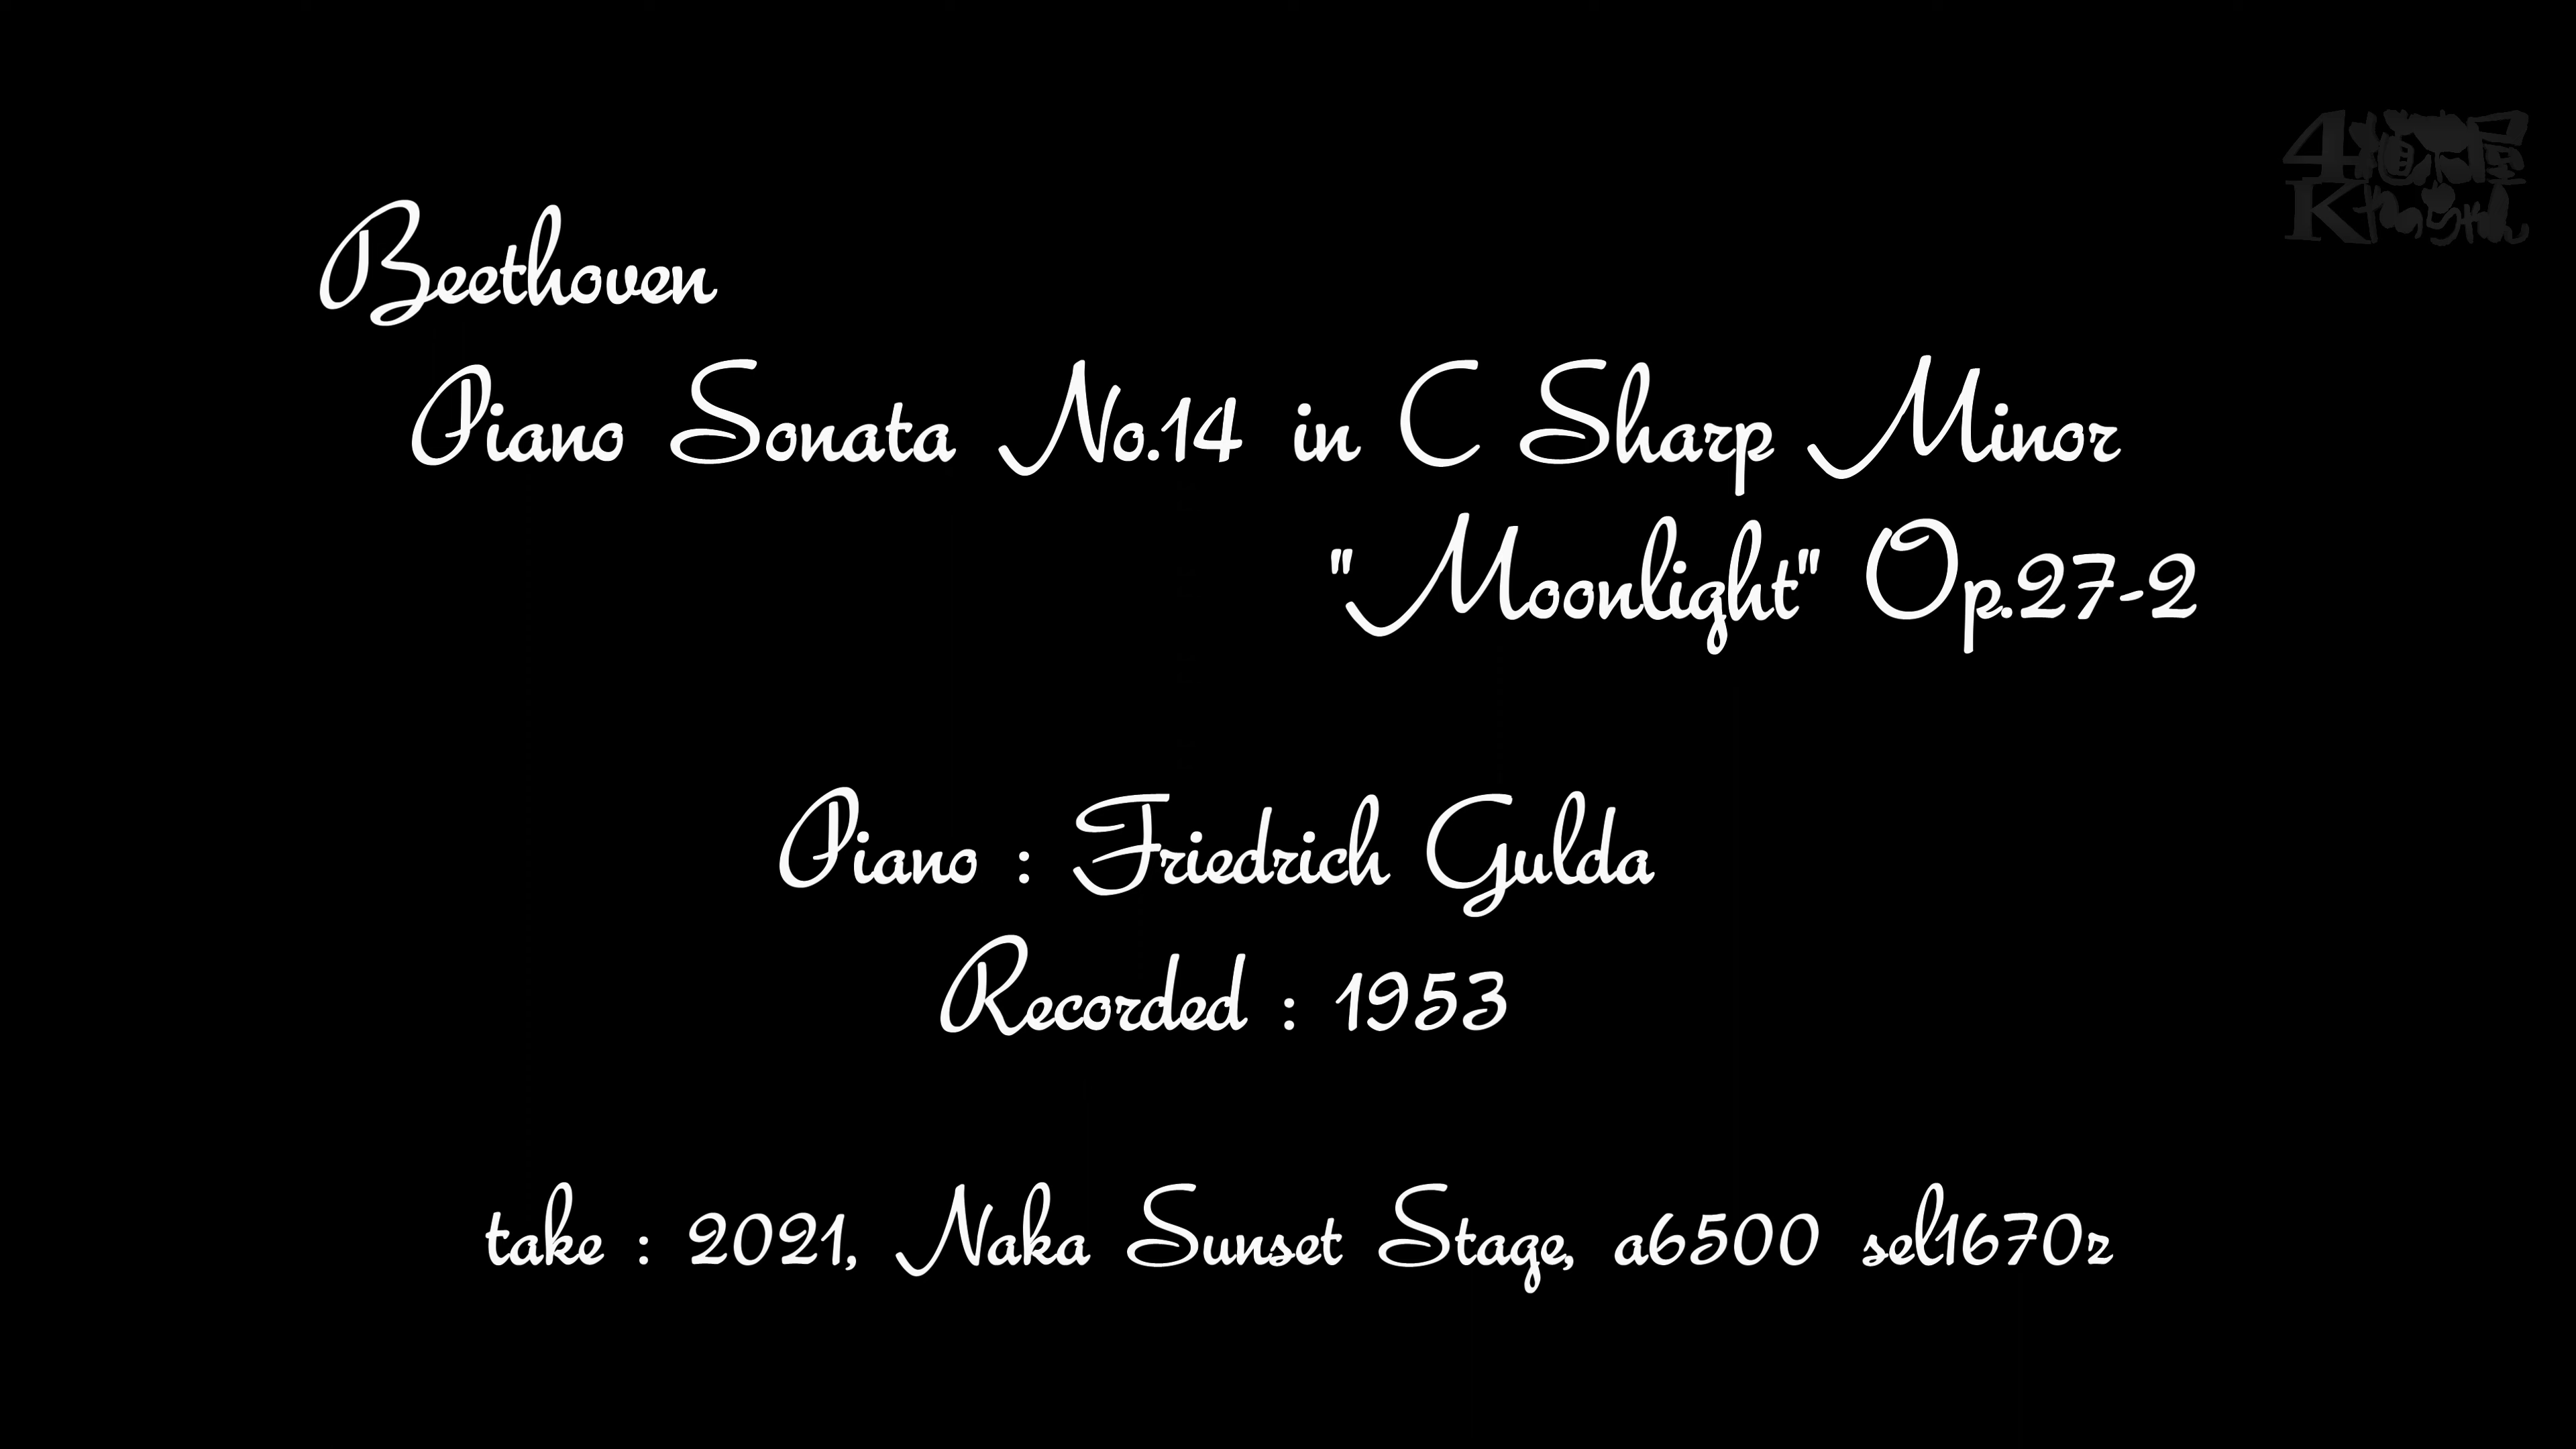 Beethoven
Piano Sonata No.14 in C Sharp Minor
"Moonlight" Op.27-2
Piano : Friedrich Gulda
Recorded : 1953
take : 2021, Naka Sunset Stage, a6500 sel1670z
4K